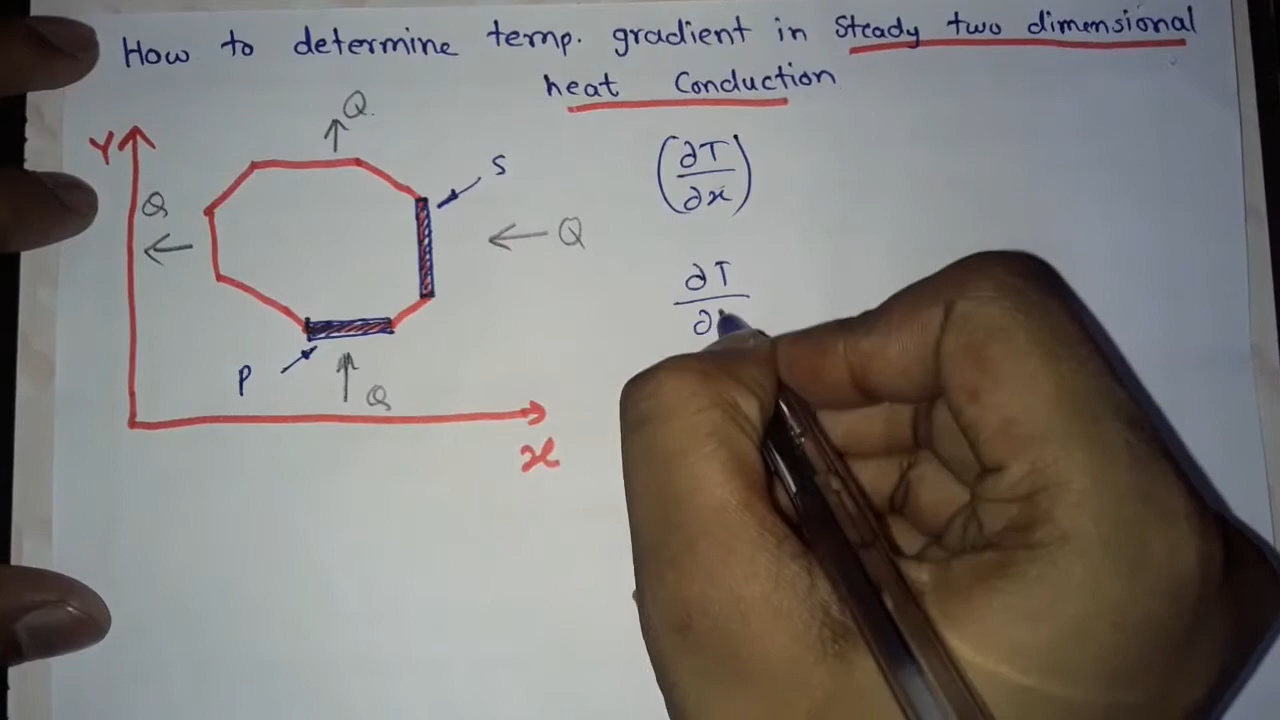 How to determine temp. gradient in Steady two dimensional
heat Conduction
Y
Q
S
(∂T/∂x)
Q
Q
∂T/∂
P
Q
x